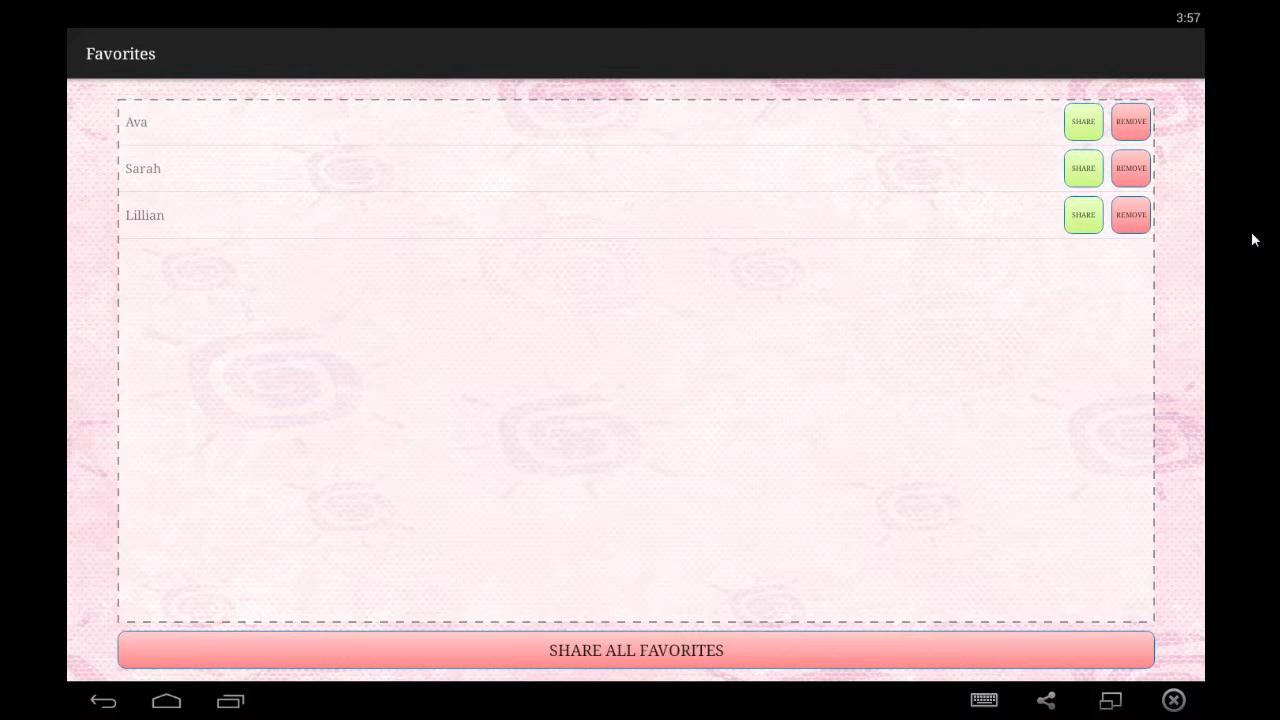 3:57
Favorites
Ava SHARE REMOVE
Sarah SHARE REMOVE
Lillian SHARE REMOVE
SHARE ALL FAVORITES